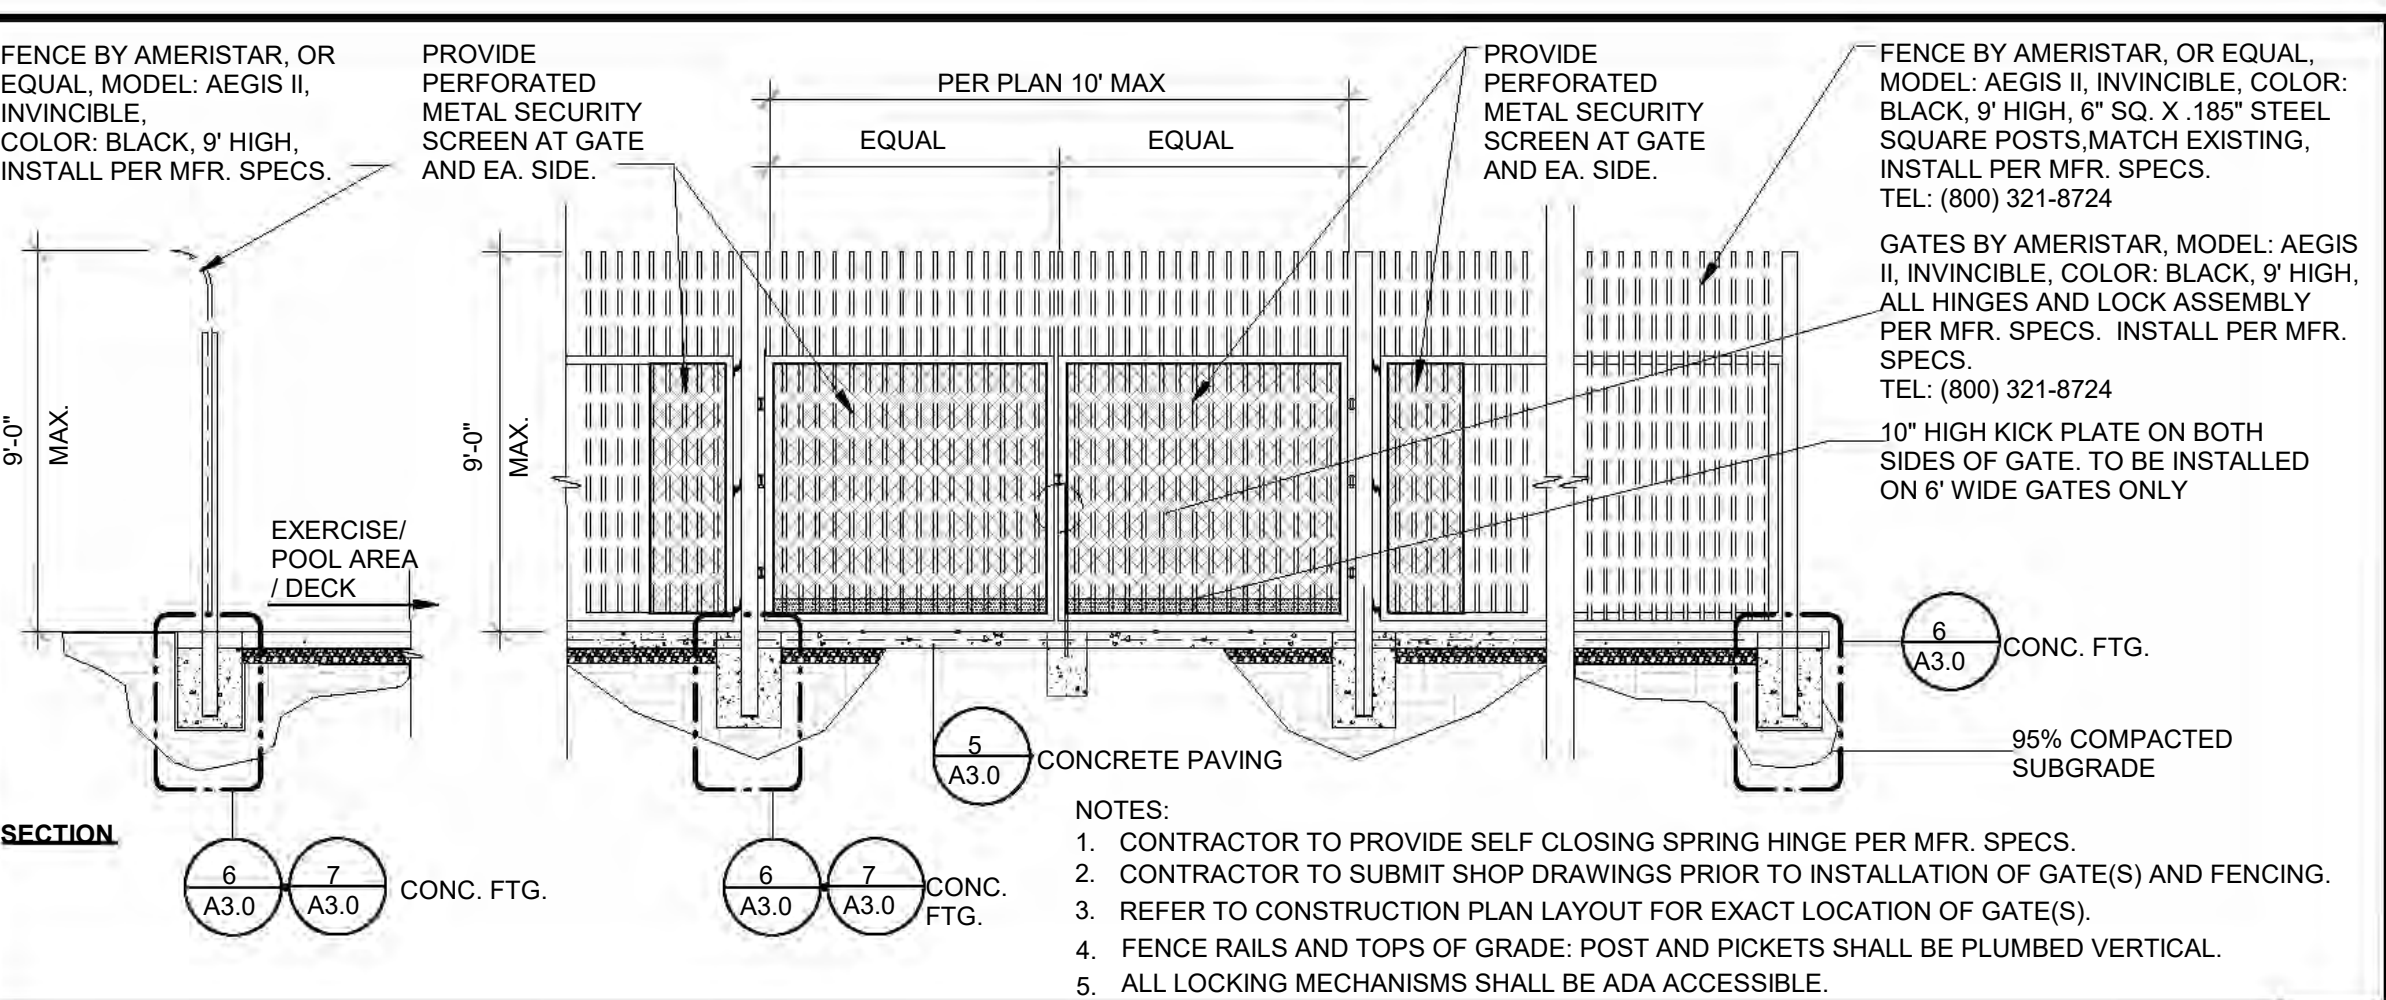 FENCE BY AMERISTAR, OR
EQUAL, MODEL: AEGIS II,
INVINCIBLE,
COLOR: BLACK, 9' HIGH,
INSTALL PER MFR. SPECS.
PROVIDE
PERFORATED
METAL SECURITY
SCREEN AT GATE
AND EA. SIDE.
PER PLAN 10' MAX
EQUAL
EQUAL
PROVIDE
PERFORATED
METAL SECURITY
SCREEN AT GATE
AND EA. SIDE.
FENCE BY AMERISTAR, OR EQUAL,
MODEL: AEGIS II, INVINCIBLE, COLOR:
BLACK, 9' HIGH, 6" SQ. X .185" STEEL
SQUARE POSTS,MATCH EXISTING,
INSTALL PER MFR. SPECS.
TEL: (800) 321-8724
GATES BY AMERISTAR, MODEL: AEGIS
II, INVINCIBLE, COLOR: BLACK, 9' HIGH,
ALL HINGES AND LOCK ASSEMBLY
PER MFR. SPECS. INSTALL PER MFR.
SPECS.
TEL: (800) 321-8724
10" HIGH KICK PLATE ON BOTH
SIDES OF GATE. TO BE INSTALLED
ON 6' WIDE GATES ONLY
9'-0"
MAX.
9'-0"
MAX.
EXERCISE/
POOL AREA
/ DECK
6
A3.0
CONC. FTG.
95% COMPACTED
SUBGRADE
5
A3.0
CONCRETE PAVING
SECTION
6
A3.0
7
A3.0
CONC. FTG.
6
A3.0
7
A3.0
CONC.
FTG.
NOTES:
1. CONTRACTOR TO PROVIDE SELF CLOSING SPRING HINGE PER MFR. SPECS.
2. CONTRACTOR TO SUBMIT SHOP DRAWINGS PRIOR TO INSTALLATION OF GATE(S) AND FENCING.
3. REFER TO CONSTRUCTION PLAN LAYOUT FOR EXACT LOCATION OF GATE(S).
4. FENCE RAILS AND TOPS OF GRADE: POST AND PICKETS SHALL BE PLUMBED VERTICAL.
5. ALL LOCKING MECHANISMS SHALL BE ADA ACCESSIBLE.